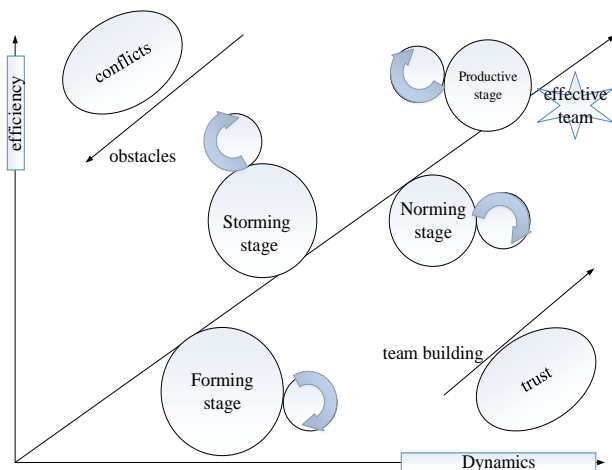 conflicts
efficiency
obstacles
Productive
stage
effective
team
Storming
stage
Norming
stage
team building
trust
Forming
stage
Dynamics